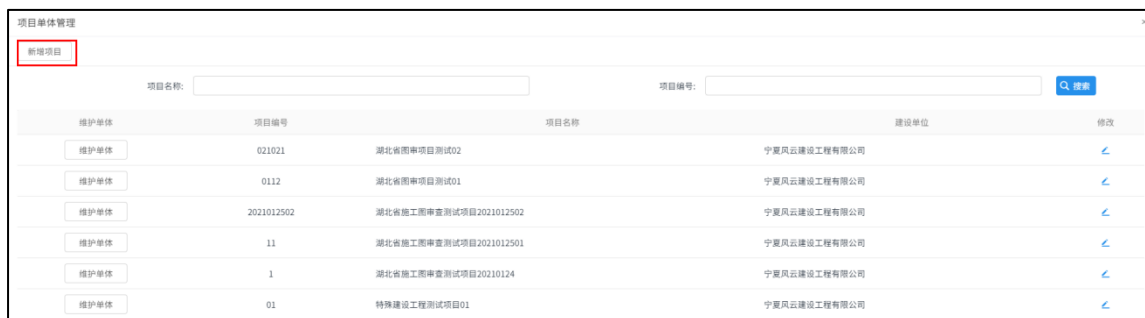 项目单体管理 ×
新增项目
项目名称: 项目编号: 搜索
维护单体 项目编号 项目名称 建设单位 修改
维护单体 021021 湖北省图审项目测试02 宁夏风云建设工程有限公司
维护单体 0112 湖北省图审项目测试01 宁夏风云建设工程有限公司
维护单体 2021012502 湖北省施工图审查测试项目2021012502 宁夏风云建设工程有限公司
维护单体 11 湖北省施工图审查测试项目2021012501 宁夏风云建设工程有限公司
维护单体 1 湖北省施工图审查测试项目20210124 宁夏风云建设工程有限公司
维护单体 01 特殊建设工程测试项目01 宁夏风云建设工程有限公司